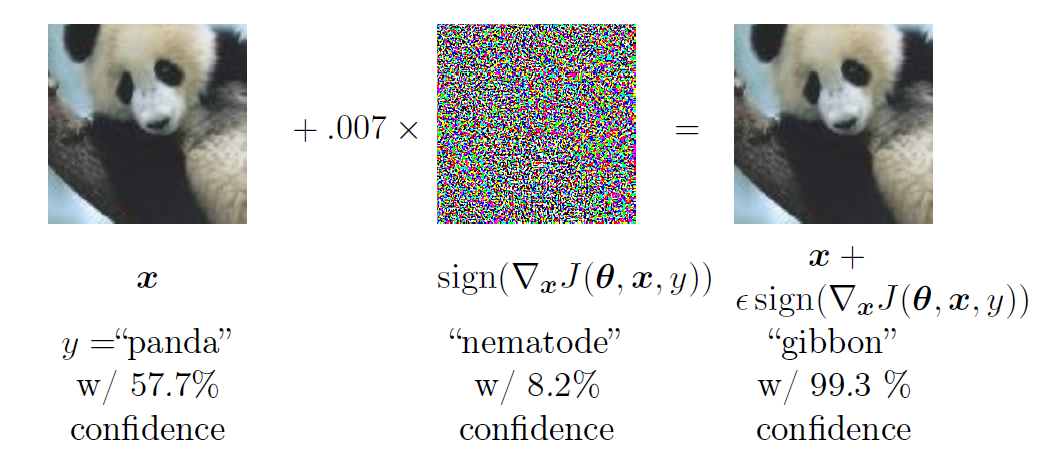 + .007 ×
=
x
sign(∇ₓJ(θ, x, y))
x +
ϵ sign(∇ₓJ(θ, x, y))
y =“panda”
w/ 57.7%
confidence
“nematode”
w/ 8.2%
confidence
“gibbon”
w/ 99.3 %
confidence